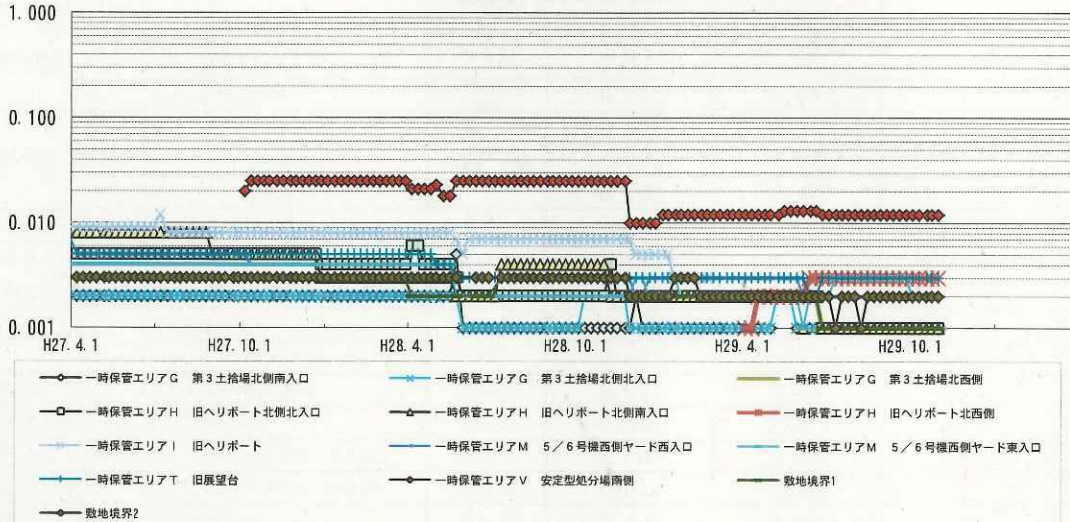 1.000
0.100
0.010
0.001
H27.4.1 H27.10.1 H28.4.1 H28.10.1 H29.4.1 H29.10.1
一時保管エリアG 第3土捨場北側南入口 一時保管エリアG 第3土捨場北側北入口 一時保管エリアG 第3土捨場北西側
一時保管エリアH 旧ヘリポート北側北入口 一時保管エリアH 旧ヘリポート北側南入口 一時保管エリアH 旧ヘリポート北西側
一時保管エリアI 旧ヘリポート 一時保管エリアM 5/6号機西側ヤード西入口 一時保管エリアM 5/6号機西側ヤード東入口
一時保管エリアT 旧展望台 一時保管エリアV 安定型処分場南側 敷地境界1
敷地境界2